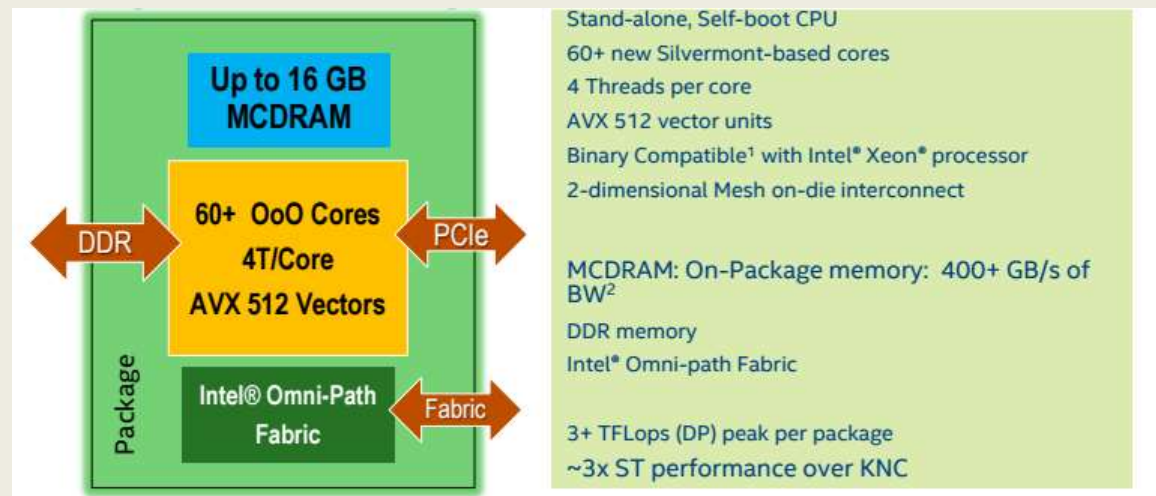 Up to 16 GB
MCDRAM
60+ OoO Cores
4T/Core
AVX 512 Vectors
DDR
PCIe
Intel® Omni-Path
Fabric
Fabric
Package
Stand-alone, Self-boot CPU
60+ new Silvermont-based cores
4 Threads per core
AVX 512 vector units
Binary Compatible¹ with Intel® Xeon® processor
2-dimensional Mesh on-die interconnect
MCDRAM: On-Package memory: 400+ GB/s of
BW²
DDR memory
Intel® Omni-path Fabric
3+ TFLops (DP) peak per package
~3x ST performance over KNC